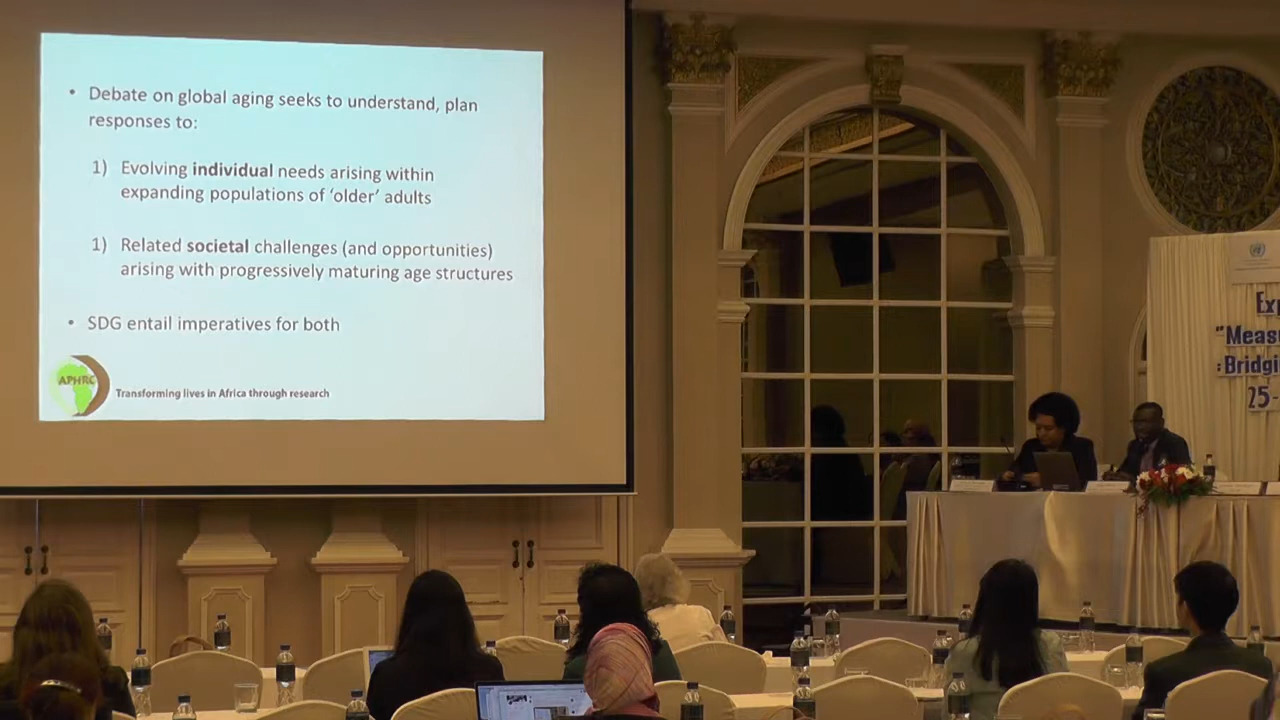 • Debate on global aging seeks to understand, plan
responses to:
1) Evolving individual needs arising within
expanding populations of ‘older’ adults
1) Related societal challenges (and opportunities)
arising with progressively maturing age structures
• SDG entail imperatives for both
APHRC
Transforming lives in Africa through research
"Meas
: Bridgi
25-